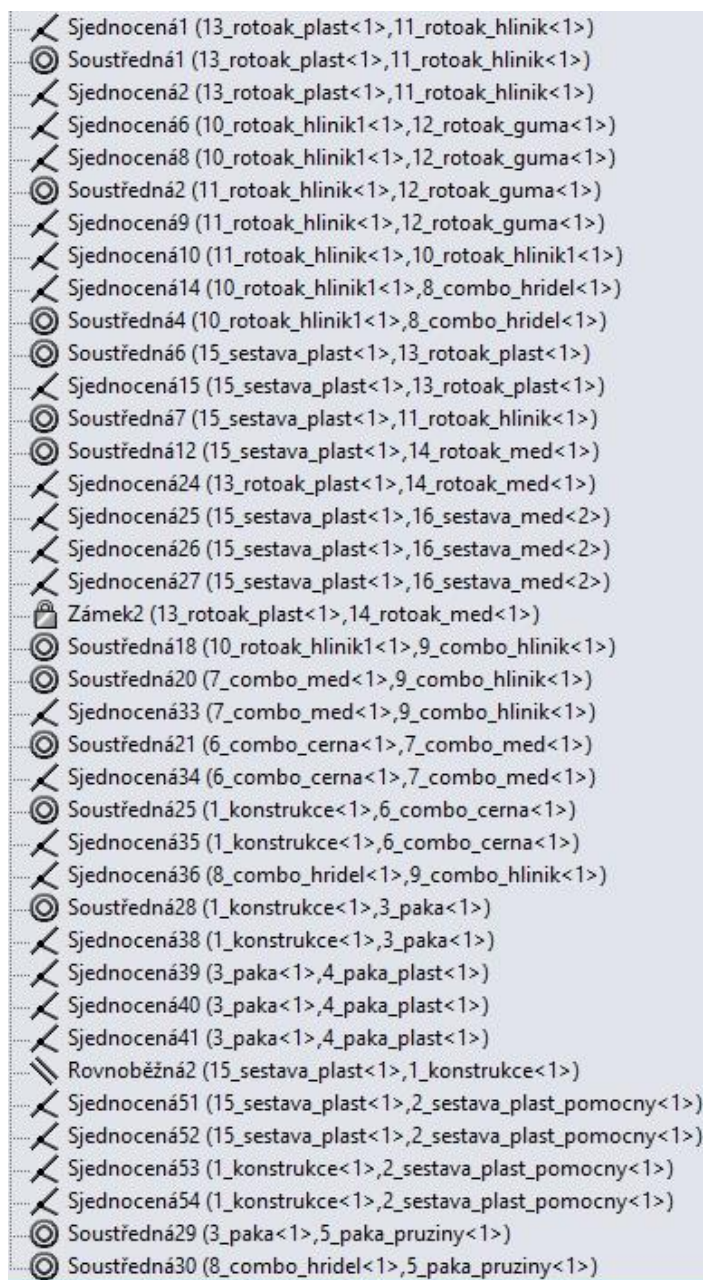 Sjednocená1 (13_rotoak_plast<1>,11_rotoak_hlinik<1>)
Soustředná1 (13_rotoak_plast<1>,11_rotoak_hlinik<1>)
Sjednocená2 (13_rotoak_plast<1>,11_rotoak_hlinik<1>)
Sjednocená6 (10_rotoak_hlinik1<1>,12_rotoak_guma<1>)
Sjednocená8 (10_rotoak_hlinik1<1>,12_rotoak_guma<1>)
Soustředná2 (11_rotoak_hlinik<1>,12_rotoak_guma<1>)
Sjednocená9 (11_rotoak_hlinik<1>,12_rotoak_guma<1>)
Sjednocená10 (11_rotoak_hlinik<1>,10_rotoak_hlinik1<1>)
Sjednocená14 (10_rotoak_hlinik1<1>,8_combo_hridel<1>)
Soustředná4 (10_rotoak_hlinik1<1>,8_combo_hridel<1>)
Soustředná6 (15_sestava_plast<1>,13_rotoak_plast<1>)
Sjednocená15 (15_sestava_plast<1>,13_rotoak_plast<1>)
Soustředná7 (15_sestava_plast<1>,11_rotoak_hlinik<1>)
Soustředná12 (15_sestava_plast<1>,14_rotoak_med<1>)
Sjednocená24 (13_rotoak_plast<1>,14_rotoak_med<1>)
Sjednocená25 (15_sestava_plast<1>,16_sestava_med<2>)
Sjednocená26 (15_sestava_plast<1>,16_sestava_med<2>)
Sjednocená27 (15_sestava_plast<1>,16_sestava_med<2>)
Zámek2 (13_rotoak_plast<1>,14_rotoak_med<1>)
Soustředná18 (10_rotoak_hlinik1<1>,9_combo_hlinik<1>)
Soustředná20 (7_combo_med<1>,9_combo_hlinik<1>)
Sjednocená33 (7_combo_med<1>,9_combo_hlinik<1>)
Soustředná21 (6_combo_cerna<1>,7_combo_med<1>)
Sjednocená34 (6_combo_cerna<1>,7_combo_med<1>)
Soustředná25 (1_konstrukce<1>,6_combo_cerna<1>)
Sjednocená35 (1_konstrukce<1>,6_combo_cerna<1>)
Sjednocená36 (8_combo_hridel<1>,9_combo_hlinik<1>)
Soustředná28 (1_konstrukce<1>,3_paka<1>)
Sjednocená38 (1_konstrukce<1>,3_paka<1>)
Sjednocená39 (3_paka<1>,4_paka_plast<1>)
Sjednocená40 (3_paka<1>,4_paka_plast<1>)
Sjednocená41 (3_paka<1>,4_paka_plast<1>)
Rovnoběžná2 (15_sestava_plast<1>,1_konstrukce<1>)
Sjednocená51 (15_sestava_plast<1>,2_sestava_plast_pomocny<1>)
Sjednocená52 (15_sestava_plast<1>,2_sestava_plast_pomocny<1>)
Sjednocená53 (1_konstrukce<1>,2_sestava_plast_pomocny<1>)
Sjednocená54 (1_konstrukce<1>,2_sestava_plast_pomocny<1>)
Soustředná29 (3_paka<1>,5_paka_pruziny<1>)
Soustředná30 (8_combo_hridel<1>,5_paka_pruziny<1>)